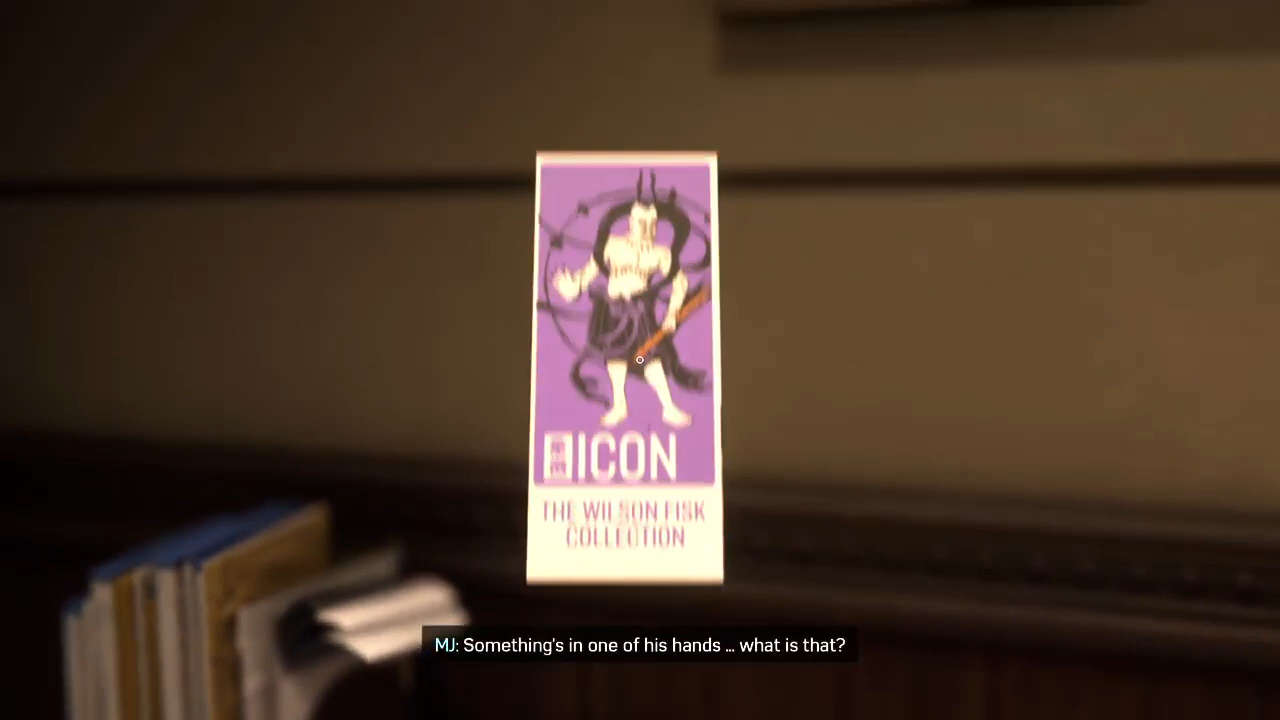 ICON
THE WILSON FISK
COLLECTION
MJ: Something's in one of his hands ... what is that?